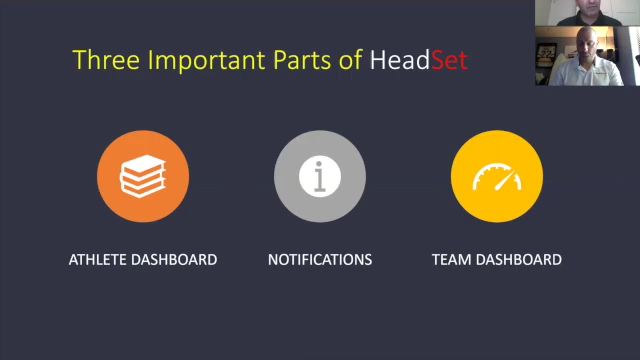 Three Important Parts of HeadSet
ATHLETE DASHBOARD
NOTIFICATIONS
TEAM DASHBOARD